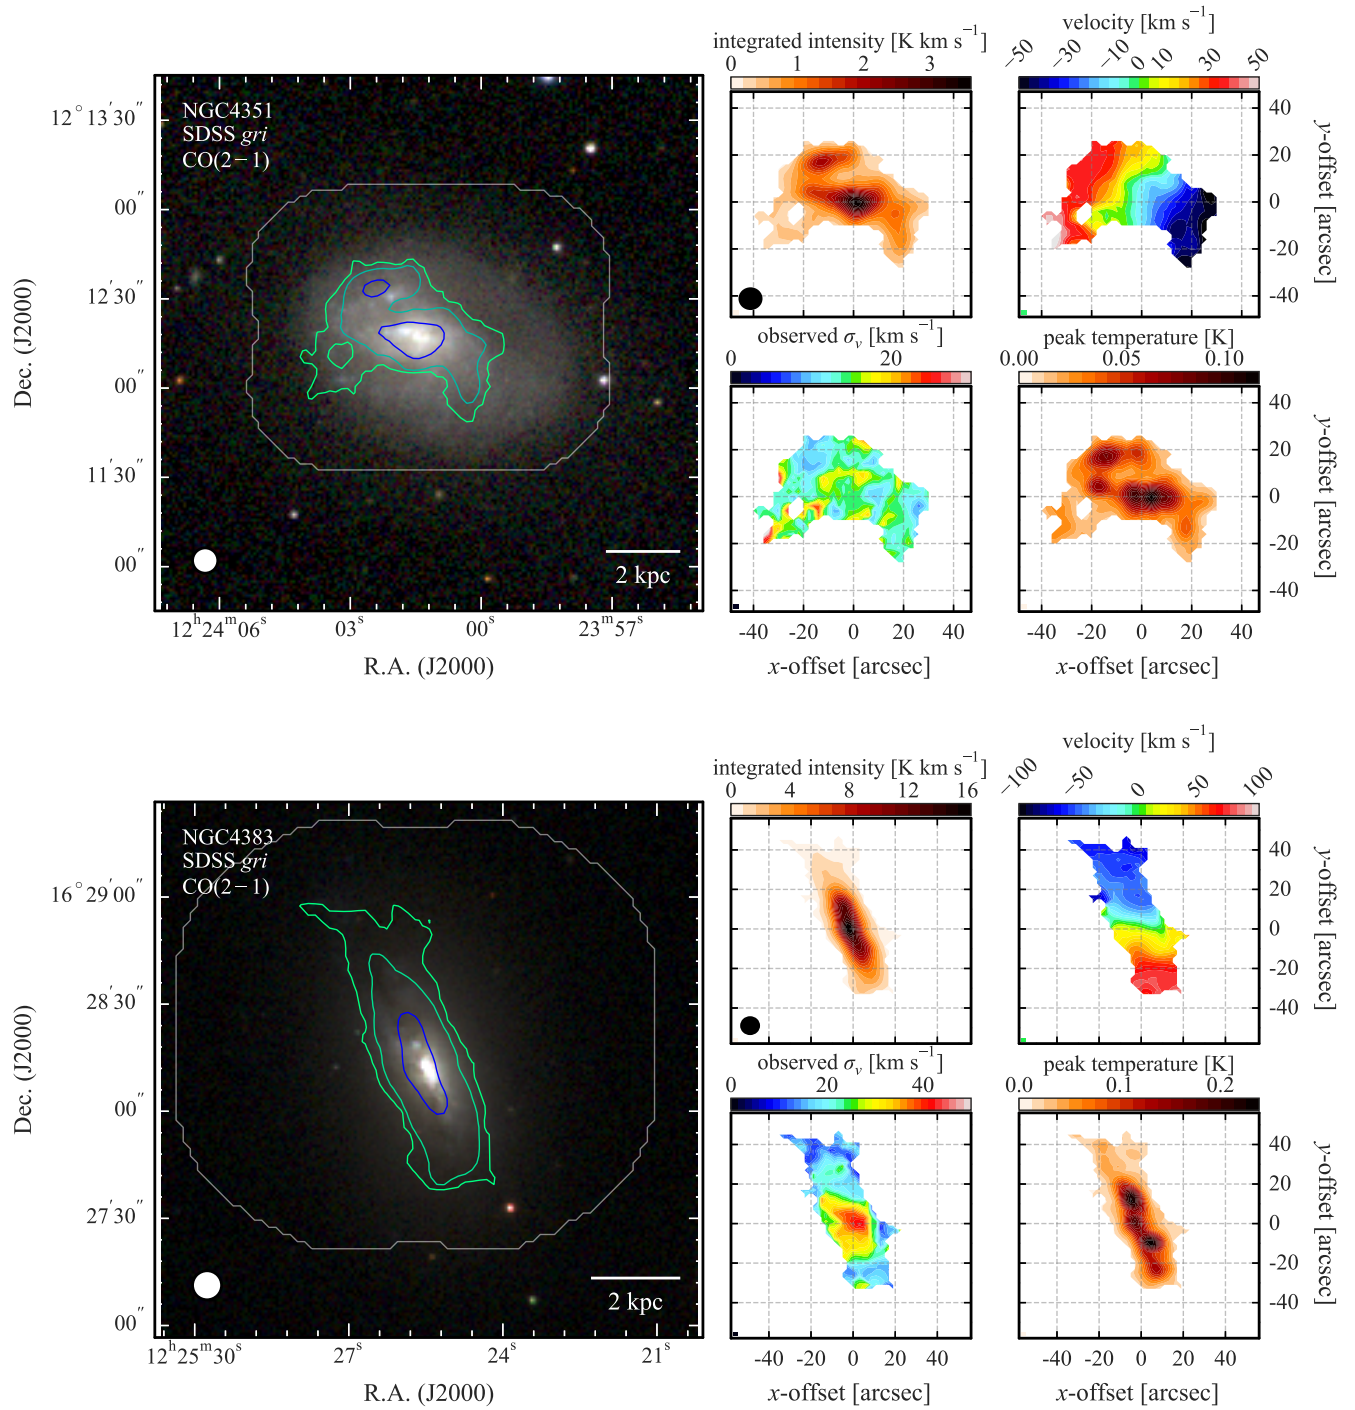 NGC4351
SDSS gri
CO(2−1)
12°13′30″
00″
12′30″
00″
11′30″
00″
Dec. (J2000)
2 kpc
12ʰ24ᵐ06ˢ 03ˢ 00ˢ 23ᵐ57ˢ
R.A. (J2000)
integrated intensity [K km s⁻¹]
0 1 2 3
velocity [km s⁻¹]
−50 −30 −10 0 10 30 50
40
20
0
-20
-40
y-offset [arcsec]
observed σᵥ [km s⁻¹]
0 20
peak temperature [K]
0.00 0.05 0.10
40
20
0
-20
-40
y-offset [arcsec]
-40 -20 0 20 40
x-offset [arcsec]
-40 -20 0 20 40
x-offset [arcsec]
NGC4383
SDSS gri
CO(2−1)
16°29′00″
28′30″
00″
27′30″
00″
Dec. (J2000)
2 kpc
12ʰ25ᵐ30ˢ 27ˢ 24ˢ 21ˢ
R.A. (J2000)
integrated intensity [K km s⁻¹]
0 4 8 12 16
velocity [km s⁻¹]
−100 −50 0 50 100
40
20
0
-20
-40
y-offset [arcsec]
observed σᵥ [km s⁻¹]
0 20 40
peak temperature [K]
0.0 0.1 0.2
40
20
0
-20
-40
y-offset [arcsec]
-40 -20 0 20 40
x-offset [arcsec]
-40 -20 0 20 40
x-offset [arcsec]